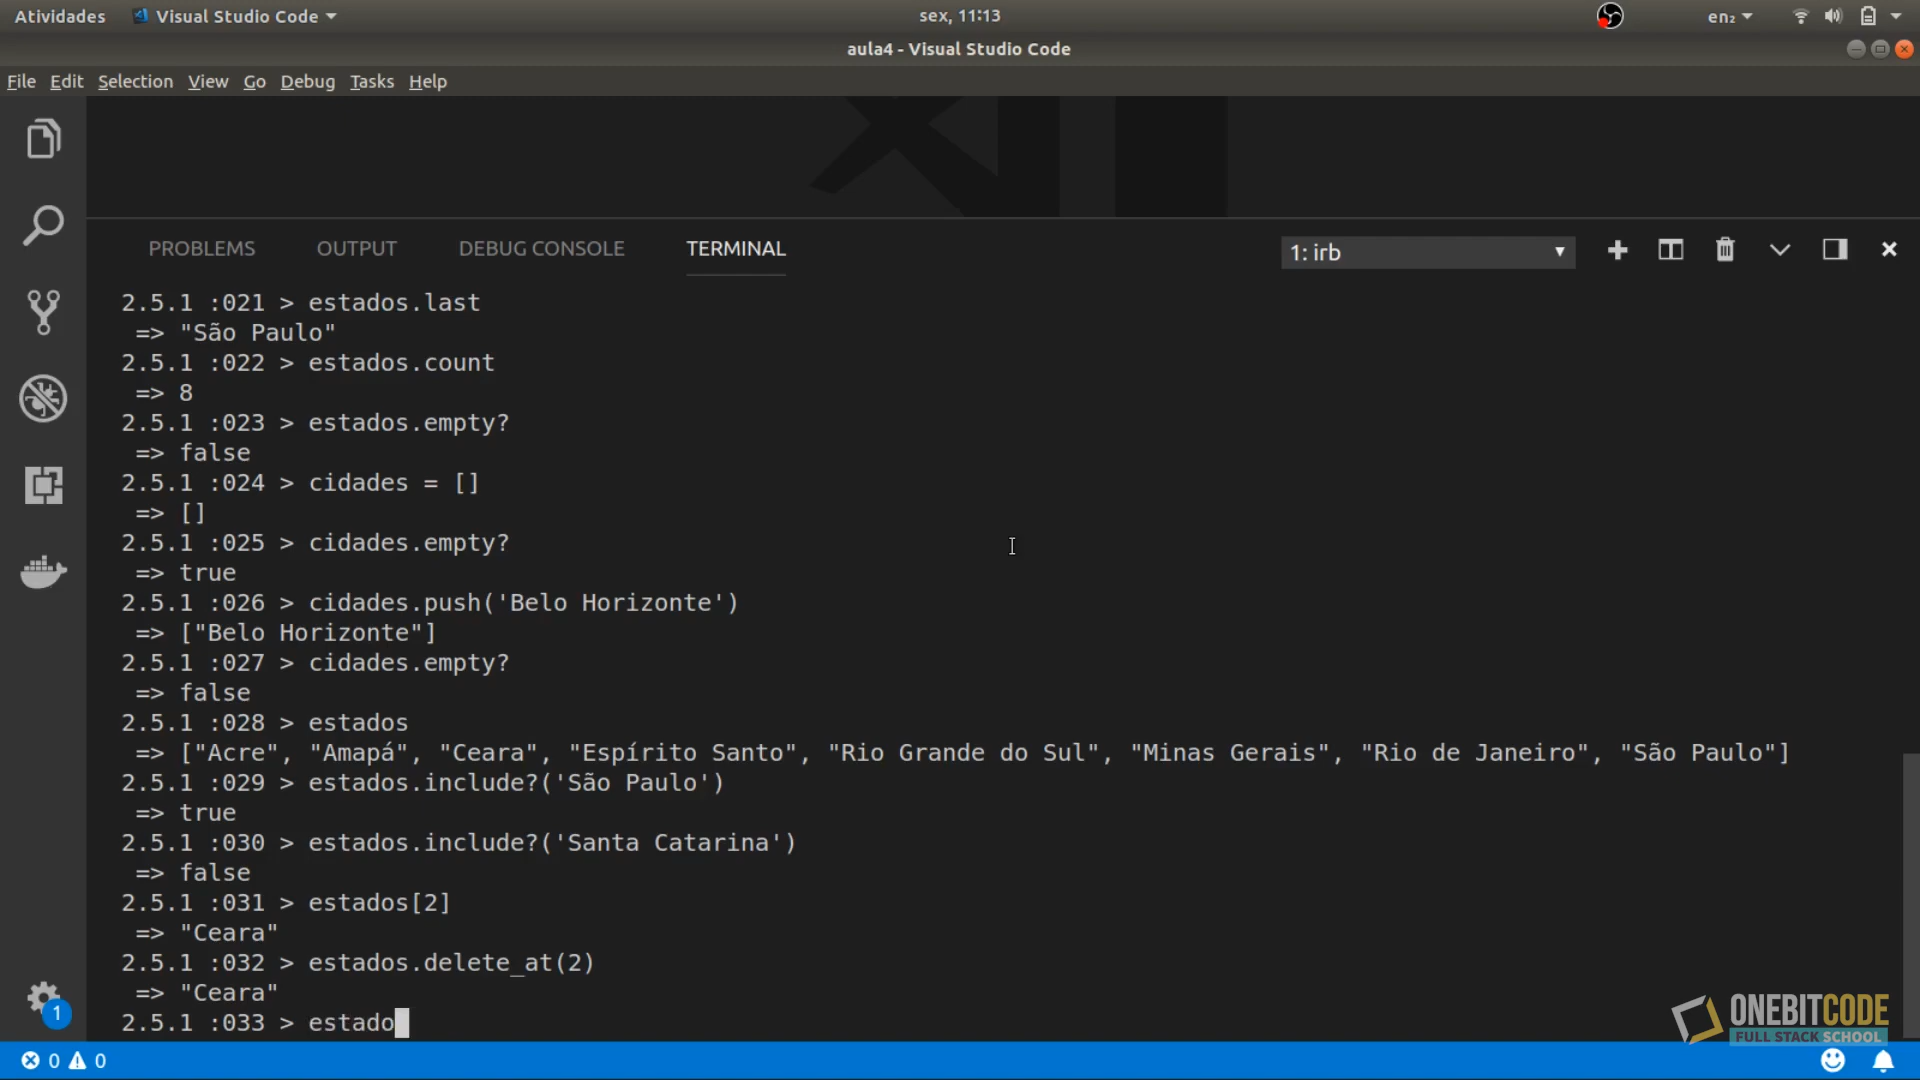 Atividades
Visual Studio Code
sex, 11:13
en₂
aula4 - Visual Studio Code
File Edit Selection View Go Debug Tasks Help
PROBLEMS OUTPUT DEBUG CONSOLE TERMINAL
1: irb
2.5.1 :021 > estados.last
=> "São Paulo"
2.5.1 :022 > estados.count
=> 8
2.5.1 :023 > estados.empty?
=> false
2.5.1 :024 > cidades = []
=> []
2.5.1 :025 > cidades.empty?
=> true
2.5.1 :026 > cidades.push('Belo Horizonte')
=> ["Belo Horizonte"]
2.5.1 :027 > cidades.empty?
=> false
2.5.1 :028 > estados
=> ["Acre", "Amapá", "Ceara", "Espírito Santo", "Rio Grande do Sul", "Minas Gerais", "Rio de Janeiro", "São Paulo"]
2.5.1 :029 > estados.include?('São Paulo')
=> true
2.5.1 :030 > estados.include?('Santa Catarina')
=> false
2.5.1 :031 > estados[2]
=> "Ceara"
2.5.1 :032 > estados.delete_at(2)
=> "Ceara"
2.5.1 :033 > estado
1
ONEBITCODE
FULL STACK SCHOOL
0 0